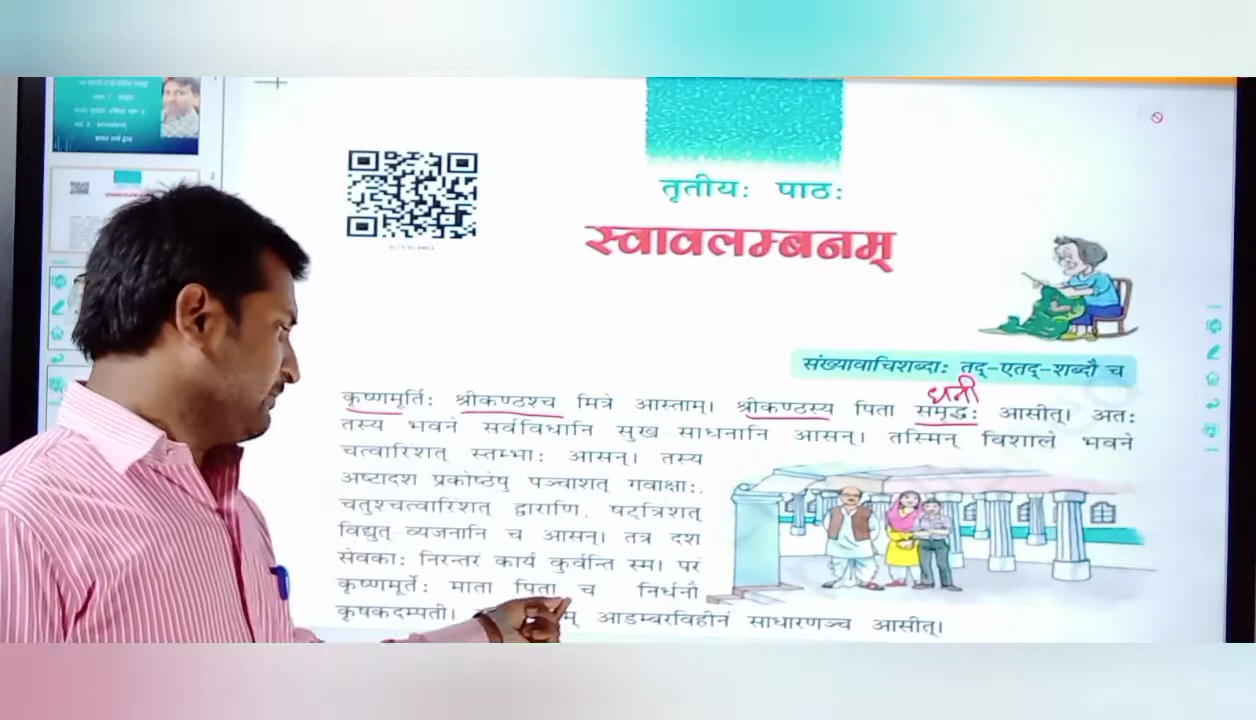 तृतीयः पाठः
स्वावलम्बनम्
संख्यावाचिशब्दाः तद्-एतद्-शब्दौ च
धनी
कृष्णमूर्तिः श्रीकण्ठश्च मित्रे आस्ताम्। श्रीकण्ठस्य पिता समृद्धः आसीत्। अतः
तस्य भवने सर्वविधानि सुख साधनानि आसन्। तस्मिन् विशाले भवने
चत्वारिंशत् स्तम्भाः आसन्। तस्य
अष्टादश प्रकोष्ठेषु पञ्चाशत् गवाक्षाः,
चतुश्चत्वारिंशत् द्वाराणि, षट्त्रिंशत्
विद्युत् व्यजनानि च आसन्। तत्र दश
सेवकाः निरन्तरं कार्यं कुर्वन्ति स्म। परं
कृष्णमूर्तेः माता पिता च निर्धनौ
कृषकदम्पती। आडम्बरविहीनं साधारणञ्च आसीत्।